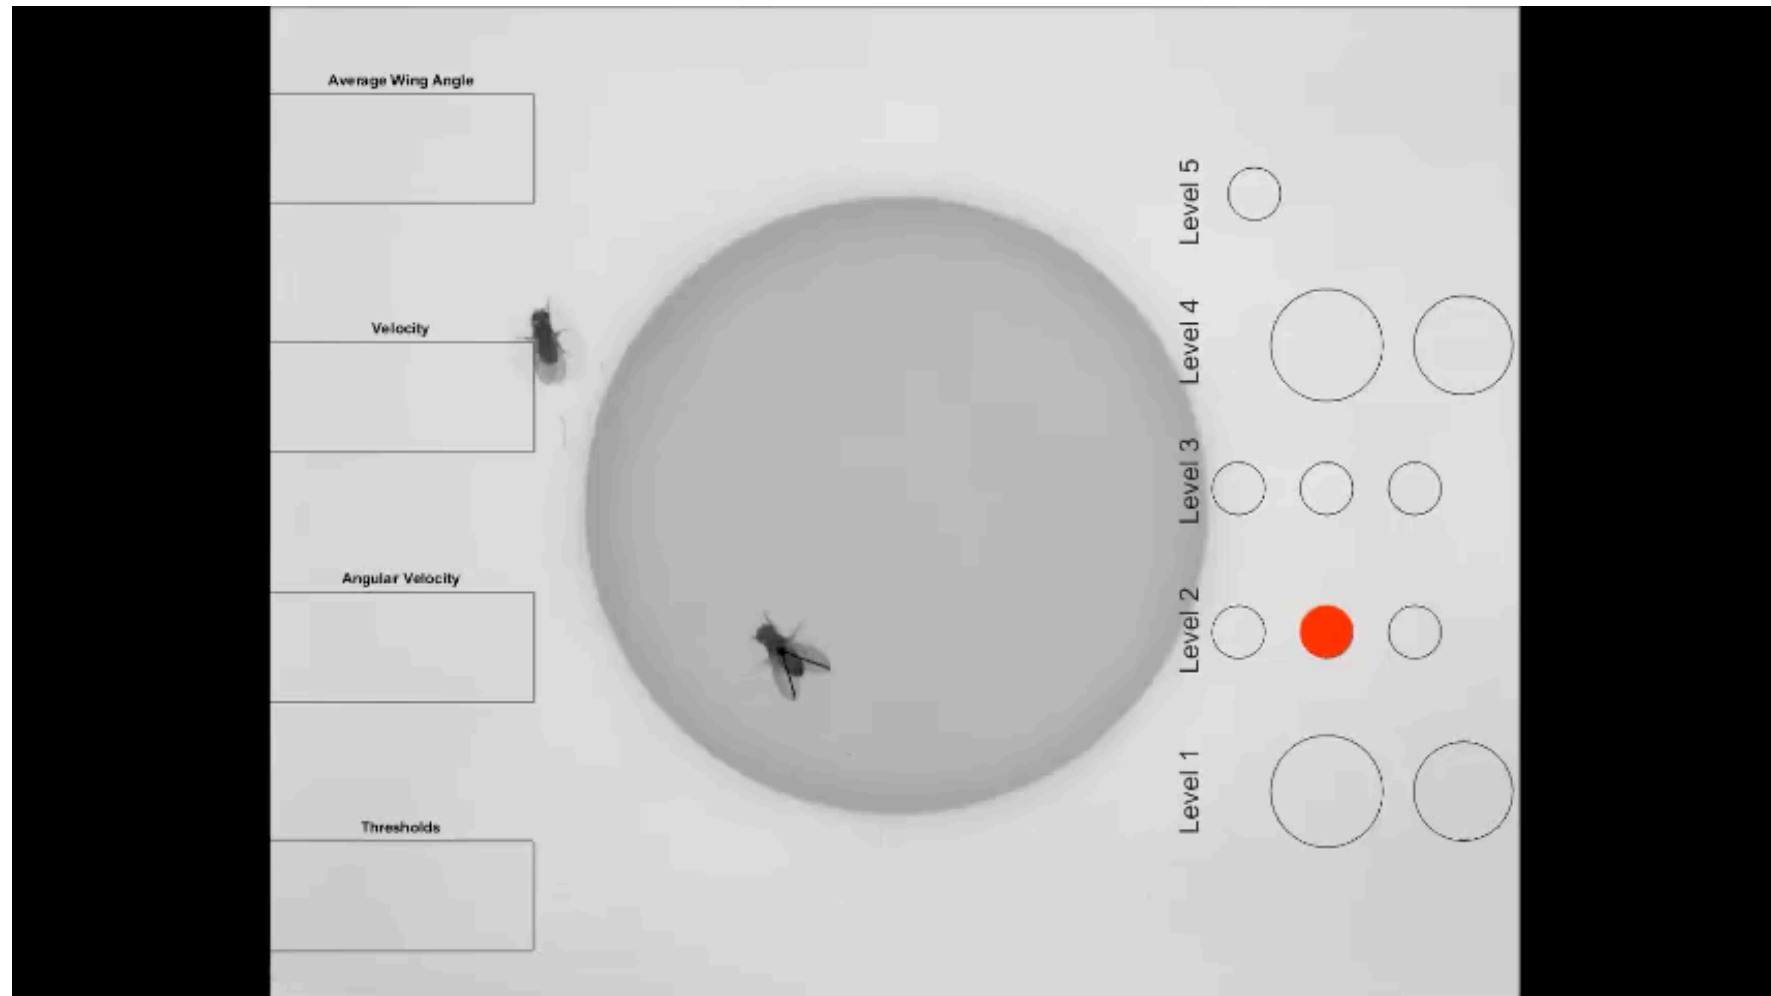 Average Wing Angle
Velocity
Angular Velocity
Thresholds
Level 5
Level 4
Level 3
Level 2
Level 1